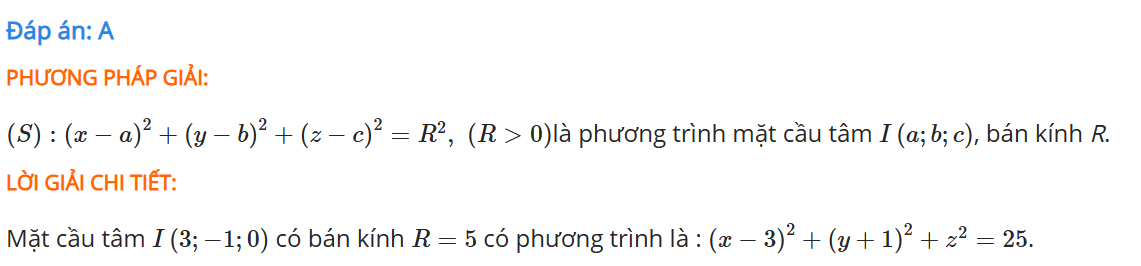 Đáp án: A
PHƯƠNG PHÁP GIẢI:
(S) : (x − a)² + (y − b)² + (z − c)² = R², (R > 0)là phương trình mặt cầu tâm I (a; b; c), bán kính R.
LỜI GIẢI CHI TIẾT:
Mặt cầu tâm I (3; −1; 0) có bán kính R = 5 có phương trình là : (x − 3)² + (y + 1)² + z² = 25.